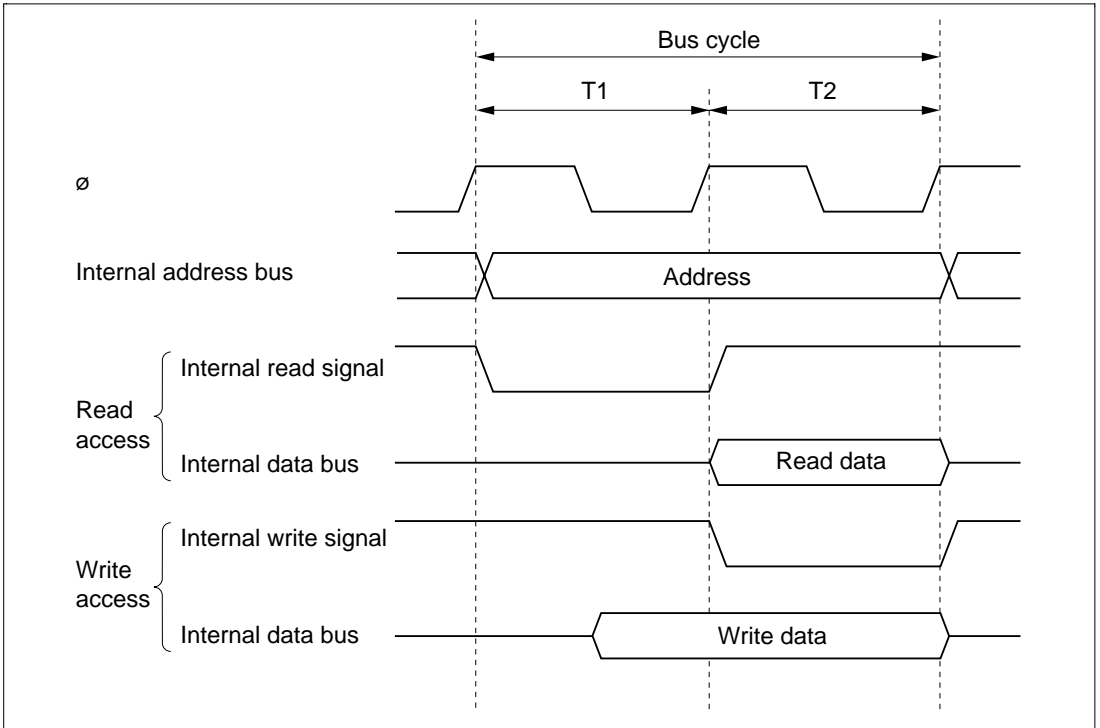 Bus cycle
T1
T2
ø
Internal address bus
Address
Read
access
Internal read signal
Internal data bus
Read data
Write
access
Internal write signal
Internal data bus
Write data